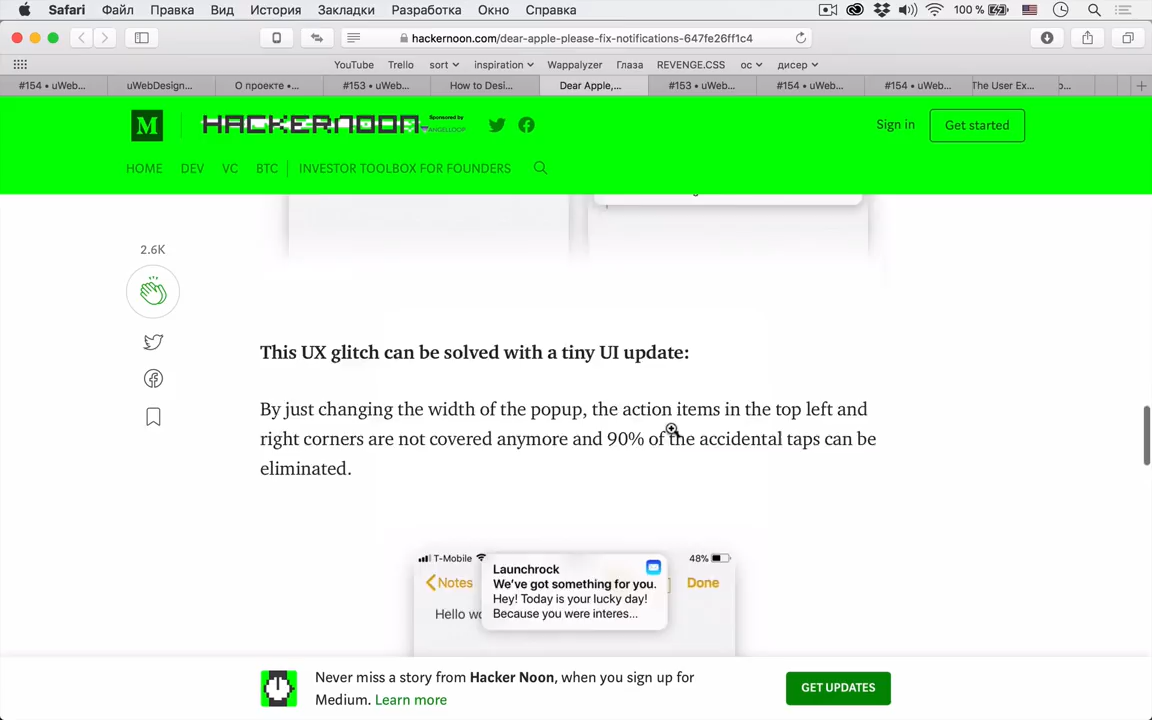 Safari Файл Правка Вид История Закладки Разработка Окно Справка 100 %
hackernoon.com/dear-apple-please-fix-notifications-647fe26ff1c4
YouTube Trello sort inspiration Wappalyzer Глаза REVENGE.CSS ос дисер
#154 • uWeb... uWebDesign... О проекте •... #153 • uWeb... How to Desi... Dear Apple,... #153 • uWeb... #154 • uWeb... #154 • uWeb... The User Ex...
M HACKERNOON Sponsored by
Sign in Get started
HOME DEV VC BTC INVESTOR TOOLBOX FOR FOUNDERS
2.6K
This UX glitch can be solved with a tiny UI update:
By just changing the width of the popup, the action items in the top left and
right corners are not covered anymore and 90% of the accidental taps can be
eliminated.
T-Mobile 48%
Launchrock
We've got something for you.
Notes Done
Hey! Today is your lucky day!
Hello wo
Because you were interes...
Never miss a story from Hacker Noon, when you sign up for
Medium. Learn more
GET UPDATES